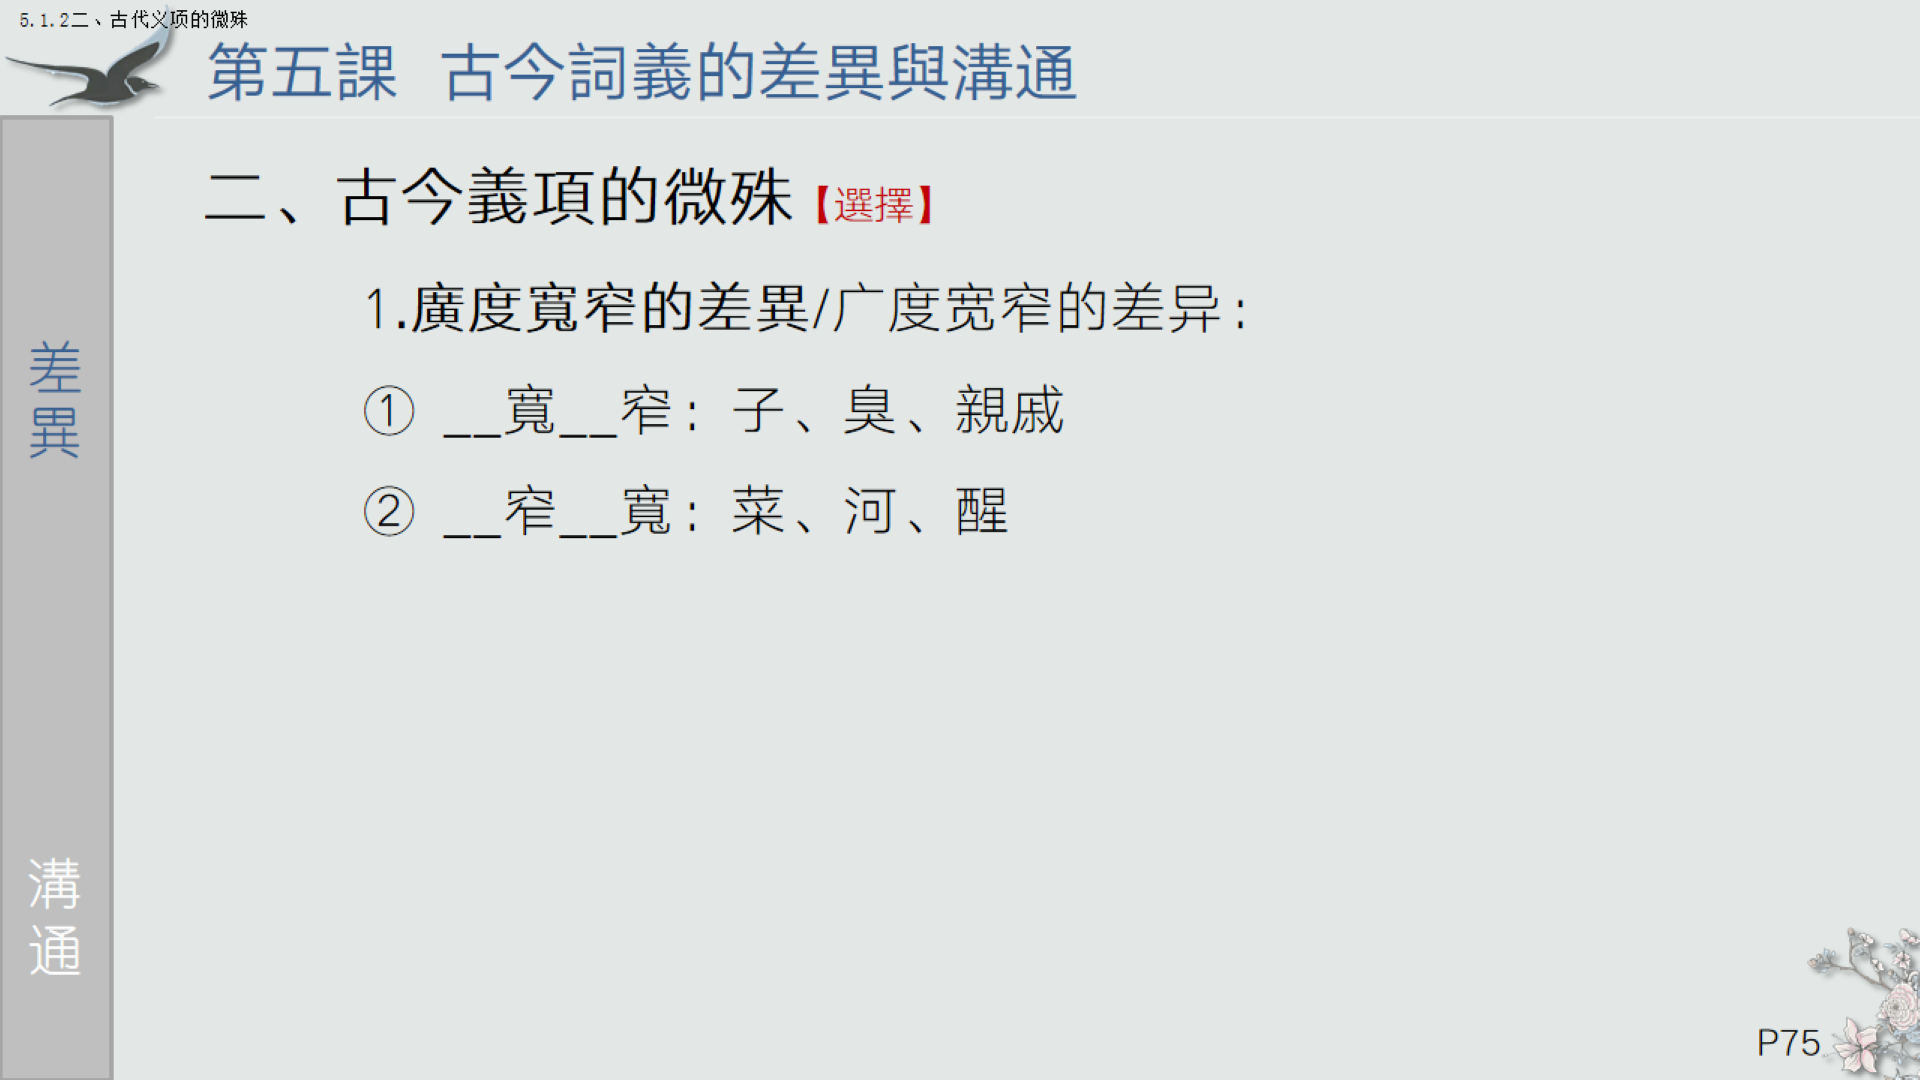 5.1.2二、古代义项的微殊
第五課 古今詞義的差異與溝通
二、古今義項的微殊【選擇】
1.廣度寬窄的差異/广度宽窄的差异：
① __寬__窄：子、臭、親戚
② __窄__寬：菜、河、醒
差異
溝通
P75